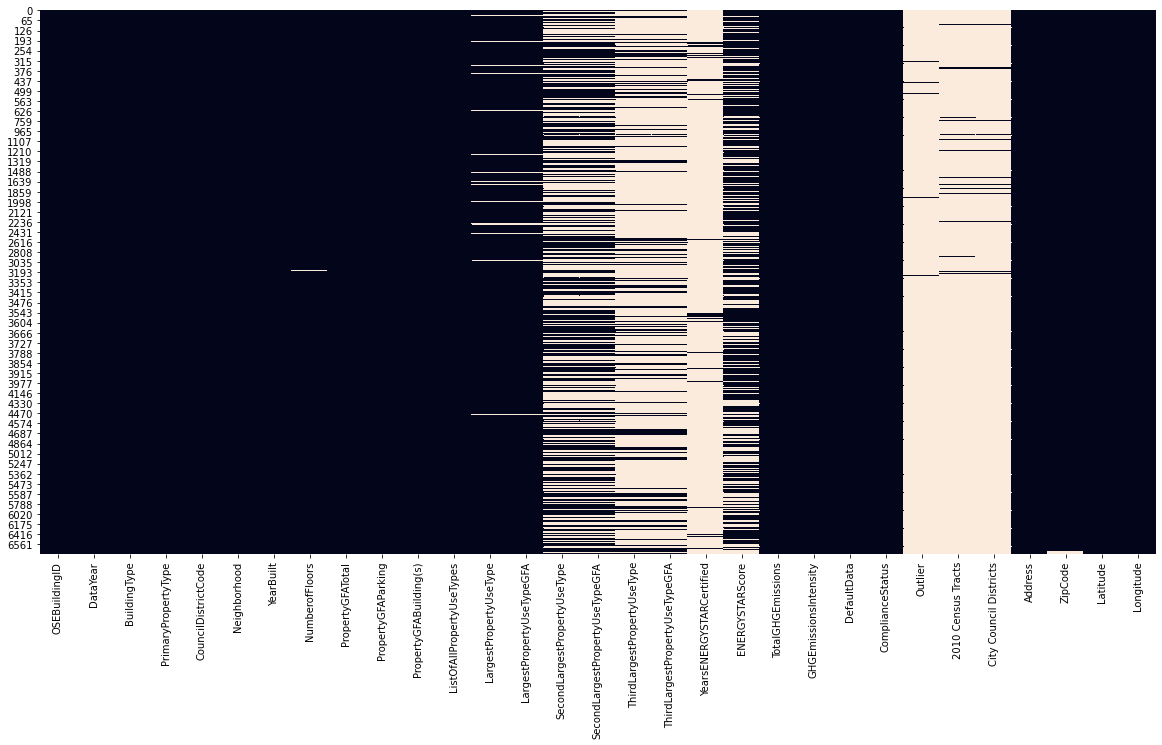 0
65
126
193
254
315
376
437
499
563
626
759
965
1107
1210
1319
1488
1639
1859
1998
2121
2236
2431
2616
2808
3035
3193
3353
3415
3476
3543
3604
3666
3727
3788
3854
3915
3977
4146
4330
4470
4574
4687
4864
5012
5247
5362
5473
5587
5788
6020
6175
6416
6561
OSEBuildingID
DataYear
BuildingType
PrimaryPropertyType
CouncilDistrictCode
Neighborhood
YearBuilt
NumberofFloors
PropertyGFATotal
PropertyGFAParking
PropertyGFABuilding(s)
ListOfAllPropertyUseTypes
LargestPropertyUseType
LargestPropertyUseTypeGFA
SecondLargestPropertyUseType
SecondLargestPropertyUseTypeGFA
ThirdLargestPropertyUseType
ThirdLargestPropertyUseTypeGFA
YearsENERGYSTARCertified
ENERGYSTARScore
TotalGHGEmissions
GHGEmissionsIntensity
DefaultData
ComplianceStatus
Outlier
2010 Census Tracts
City Council Districts
Address
ZipCode
Latitude
Longitude